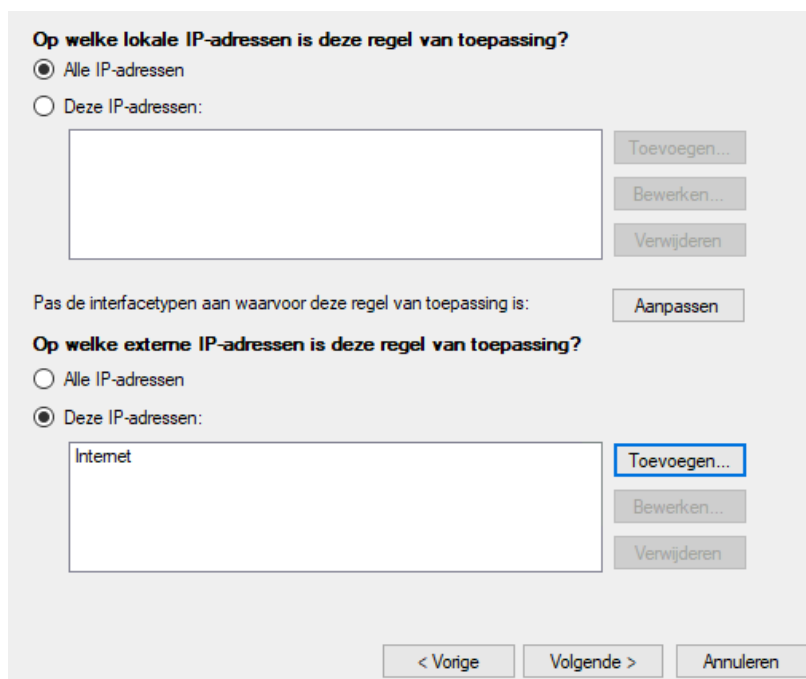 Op welke lokale IP-adressen is deze regel van toepassing?
Alle IP-adressen
Deze IP-adressen:
Toevoegen...
Bewerken...
Verwijderen
Pas de interfacetypen aan waarvoor deze regel van toepassing is:
Aanpassen
Op welke externe IP-adressen is deze regel van toepassing?
Alle IP-adressen
Deze IP-adressen:
Internet
Toevoegen...
Bewerken...
Verwijderen
< Vorige
Volgende >
Annuleren